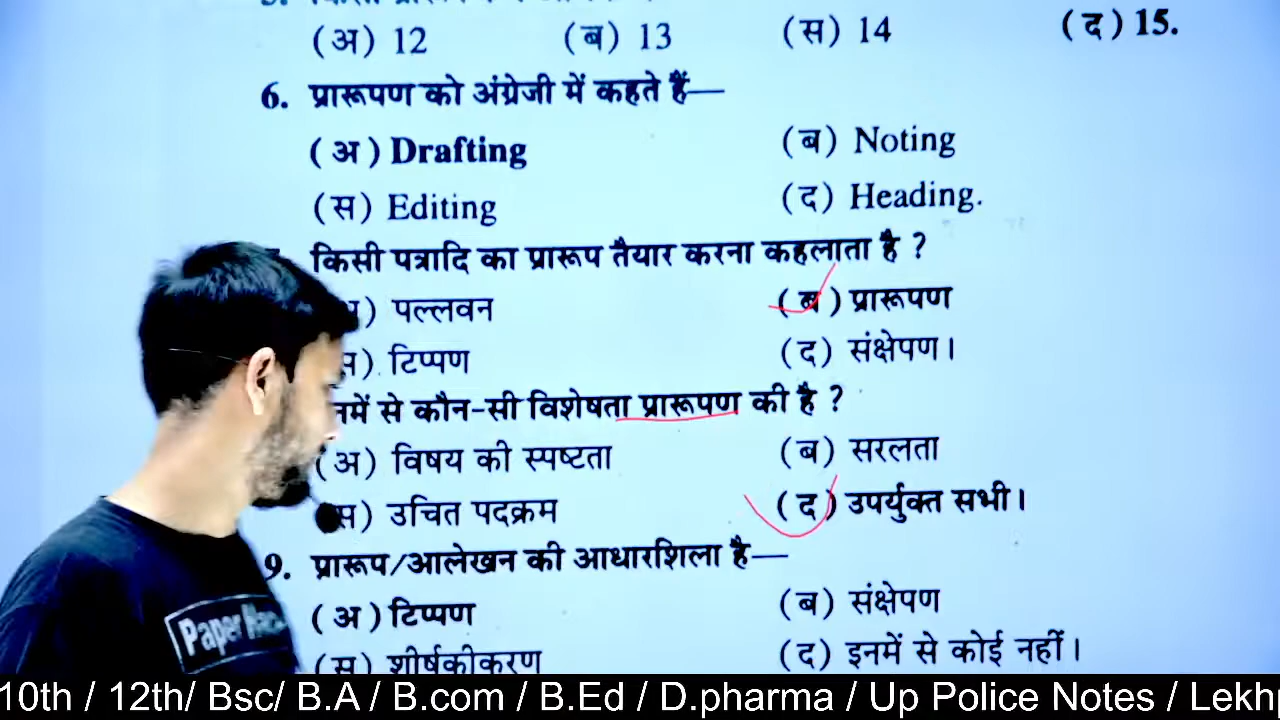 (अ) 12 (ब) 13 (स) 14 (द) 15.
6. प्रारूपण को अंग्रेजी में कहते हैं—
(अ) Drafting (ब) Noting
(स) Editing (द) Heading.
किसी पत्रादि का प्रारूप तैयार करना कहलाता है ?
) पल्लवन (ब) प्रारूपण
) टिप्पण (द) संक्षेपण।
में से कौन-सी विशेषता प्रारूपण की है ?
(अ) विषय की स्पष्टता (ब) सरलता
स) उचित पदक्रम (द) उपर्युक्त सभी।
9. प्रारूप/आलेखन की आधारशिला है—
(अ) टिप्पण (ब) संक्षेपण
(स) शीर्षकीकरण (द) इनमें से कोई नहीं।
Paper
10th / 12th/ Bsc/ B.A / B.com / B.Ed / D.pharma / Up Police Notes / Lekhp